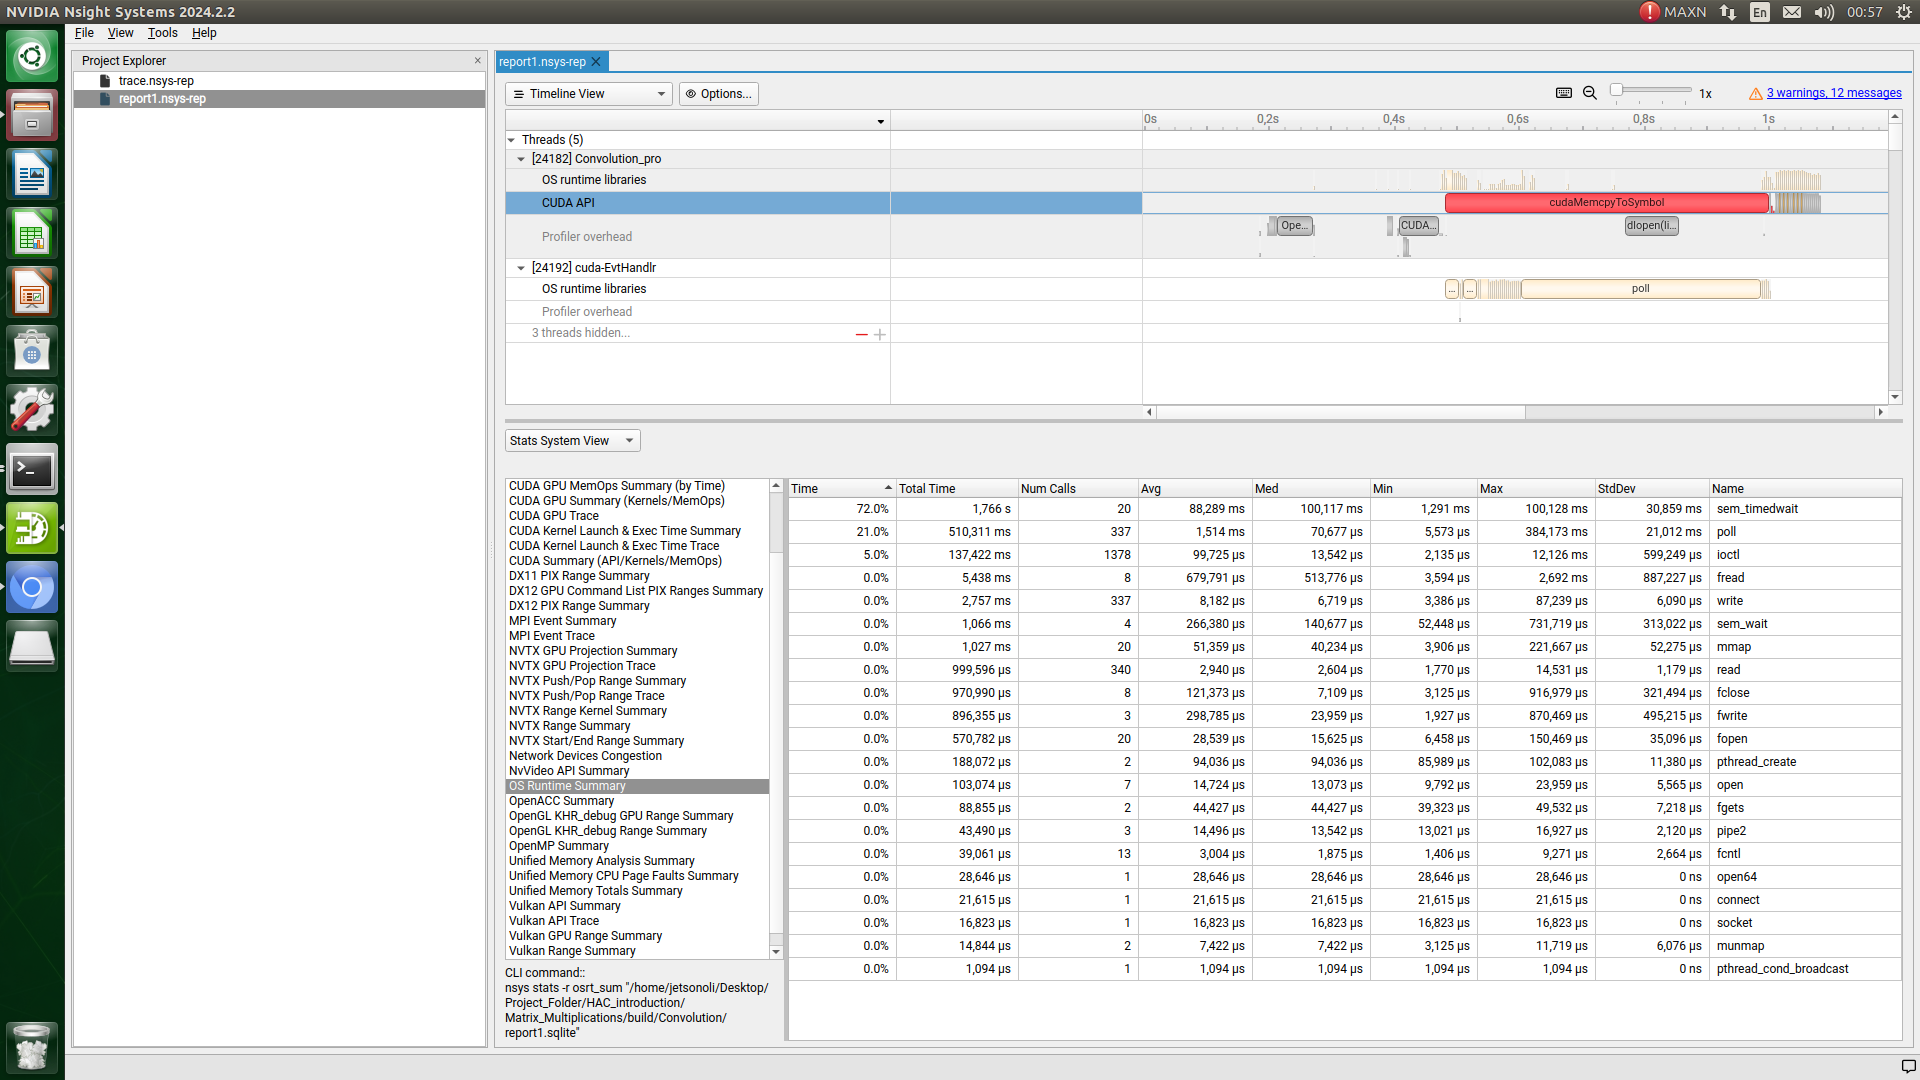 NVIDIA Nsight Systems 2024.2.2
MAXN
En
00:57
File View Tools Help
Project Explorer
trace.nsys-rep
report1.nsys-rep
report1.nsys-rep
Timeline View
Options...
1x
3 warnings, 12 messages
0s 0,2s 0,4s 0,6s 0,8s 1s
Threads (5)
[24182] Convolution_pro
OS runtime libraries
CUDA API
cudaMemcpyToSymbol
Profiler overhead
Ope... CUDA... dlopen(li...
[24192] cuda-EvtHandlr
OS runtime libraries
... ... poll
Profiler overhead
3 threads hidden...
Stats System View
CUDA GPU MemOps Summary (by Time)
CUDA GPU Summary (Kernels/MemOps)
CUDA GPU Trace
CUDA Kernel Launch & Exec Time Summary
CUDA Kernel Launch & Exec Time Trace
CUDA Summary (API/Kernels/MemOps)
DX11 PIX Range Summary
DX12 GPU Command List PIX Ranges Summary
DX12 PIX Range Summary
MPI Event Summary
MPI Event Trace
NVTX GPU Projection Summary
NVTX GPU Projection Trace
NVTX Push/Pop Range Summary
NVTX Push/Pop Range Trace
NVTX Range Kernel Summary
NVTX Range Summary
NVTX Start/End Range Summary
Network Devices Congestion
NvVideo API Summary
OS Runtime Summary
OpenACC Summary
OpenGL KHR_debug GPU Range Summary
OpenGL KHR_debug Range Summary
OpenMP Summary
Unified Memory Analysis Summary
Unified Memory CPU Page Faults Summary
Unified Memory Totals Summary
Vulkan API Summary
Vulkan API Trace
Vulkan GPU Range Summary
Vulkan Range Summary
CLI command::
nsys stats -r osrt_sum "/home/jetsonoli/Desktop/
Project_Folder/HAC_introduction/
Matrix_Multiplications/build/Convolution/
report1.sqlite"
Time Total Time Num Calls Avg Med Min Max StdDev Name
72.0% 1,766 s 20 88,289 ms 100,117 ms 1,291 ms 100,128 ms 30,859 ms sem_timedwait
21.0% 510,311 ms 337 1,514 ms 70,677 µs 5,573 µs 384,173 ms 21,012 ms poll
5.0% 137,422 ms 1378 99,725 µs 13,542 µs 2,135 µs 12,126 ms 599,249 µs ioctl
0.0% 5,438 ms 8 679,791 µs 513,776 µs 3,594 µs 2,692 ms 887,227 µs fread
0.0% 2,757 ms 337 8,182 µs 6,719 µs 3,386 µs 87,239 µs 6,090 µs write
0.0% 1,066 ms 4 266,380 µs 140,677 µs 52,448 µs 731,719 µs 313,022 µs sem_wait
0.0% 1,027 ms 20 51,359 µs 40,234 µs 3,906 µs 221,667 µs 52,275 µs mmap
0.0% 999,596 µs 340 2,940 µs 2,604 µs 1,770 µs 14,531 µs 1,179 µs read
0.0% 970,990 µs 8 121,373 µs 7,109 µs 3,125 µs 916,979 µs 321,494 µs fclose
0.0% 896,355 µs 3 298,785 µs 23,959 µs 1,927 µs 870,469 µs 495,215 µs fwrite
0.0% 570,782 µs 20 28,539 µs 15,625 µs 6,458 µs 150,469 µs 35,096 µs fopen
0.0% 188,072 µs 2 94,036 µs 94,036 µs 85,989 µs 102,083 µs 11,380 µs pthread_create
0.0% 103,074 µs 7 14,724 µs 13,073 µs 9,792 µs 23,959 µs 5,565 µs open
0.0% 88,855 µs 2 44,427 µs 44,427 µs 39,323 µs 49,532 µs 7,218 µs fgets
0.0% 43,490 µs 3 14,496 µs 13,542 µs 13,021 µs 16,927 µs 2,120 µs pipe2
0.0% 39,061 µs 13 3,004 µs 1,875 µs 1,406 µs 9,271 µs 2,664 µs fcntl
0.0% 28,646 µs 1 28,646 µs 28,646 µs 28,646 µs 28,646 µs 0 ns open64
0.0% 21,615 µs 1 21,615 µs 21,615 µs 21,615 µs 21,615 µs 0 ns connect
0.0% 16,823 µs 1 16,823 µs 16,823 µs 16,823 µs 16,823 µs 0 ns socket
0.0% 14,844 µs 2 7,422 µs 7,422 µs 3,125 µs 11,719 µs 6,076 µs munmap
0.0% 1,094 µs 1 1,094 µs 1,094 µs 1,094 µs 1,094 µs 0 ns pthread_cond_broadcast